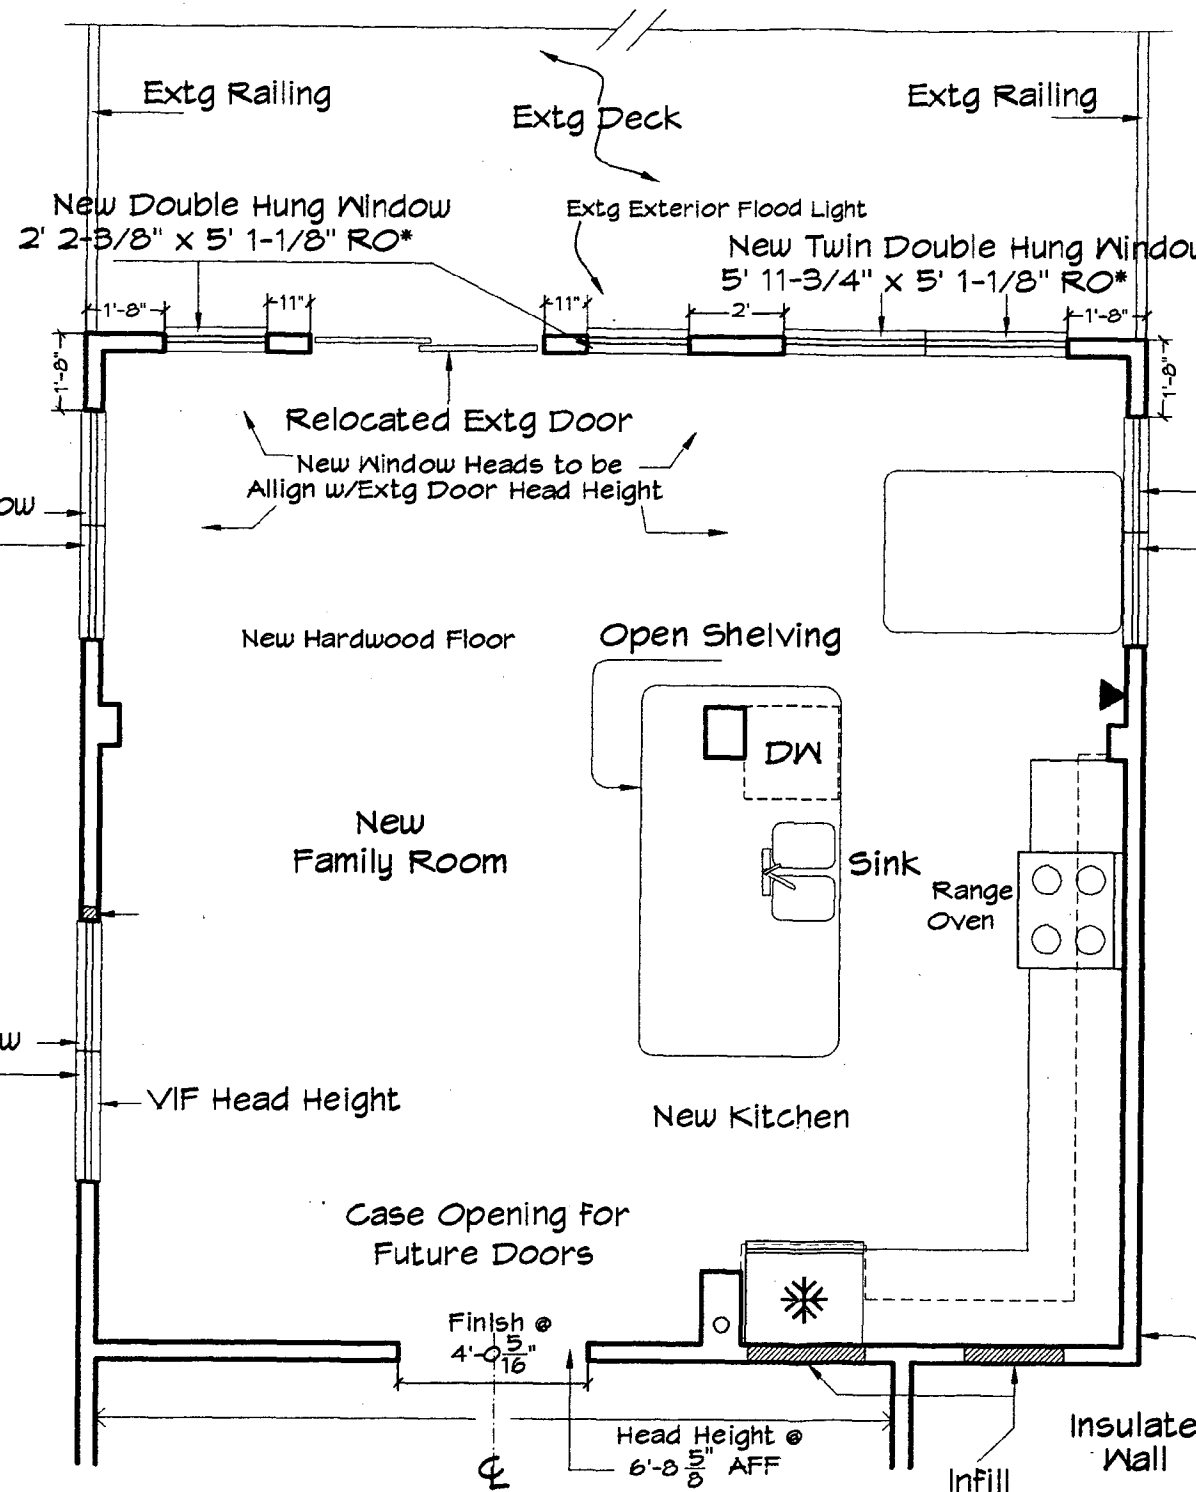 Extg Railing
Extg Deck
Extg Railing
New Double Hung Window
2' 2-3/8" x 5' 1-1/8" RO*
Extg Exterior Flood Light
New Twin Double Hung Windo
5' 11-3/4" x 5' 1-1/8" RO*
1'-8"
11"
11"
2'
1'-8"
1'-8"
1'-8"
Relocated Extg Door
New Window Heads to be
Allign w/Extg Door Head Height
ow
New Hardwood Floor
Open Shelving
DW
New
Family Room
Sink
Range
Oven
w
VIF Head Height
New Kitchen
Case Opening for
Future Doors
Finish @
4'-0 5/16"
Head Height @
6'-8 5/8" AFF
Insulate
Wall
Infill